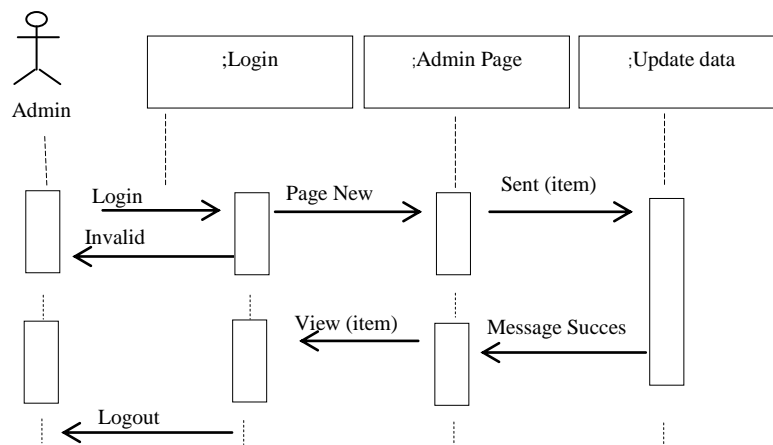 ;Login
;Admin Page
;Update data
Admin
Login
Page New
Sent (item)
Invalid
View (item)
Message Succes
Logout